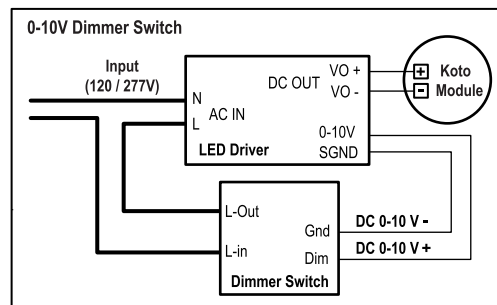 0-10V Dimmer Switch
Input
(120 / 277V)
N
L
AC IN
DC OUT
VO +
VO -
0-10V
SGND
LED Driver
+ Koto
- Module
L-Out
L-in
Gnd
Dim
Dimmer Switch
DC 0-10 V -
DC 0-10 V +